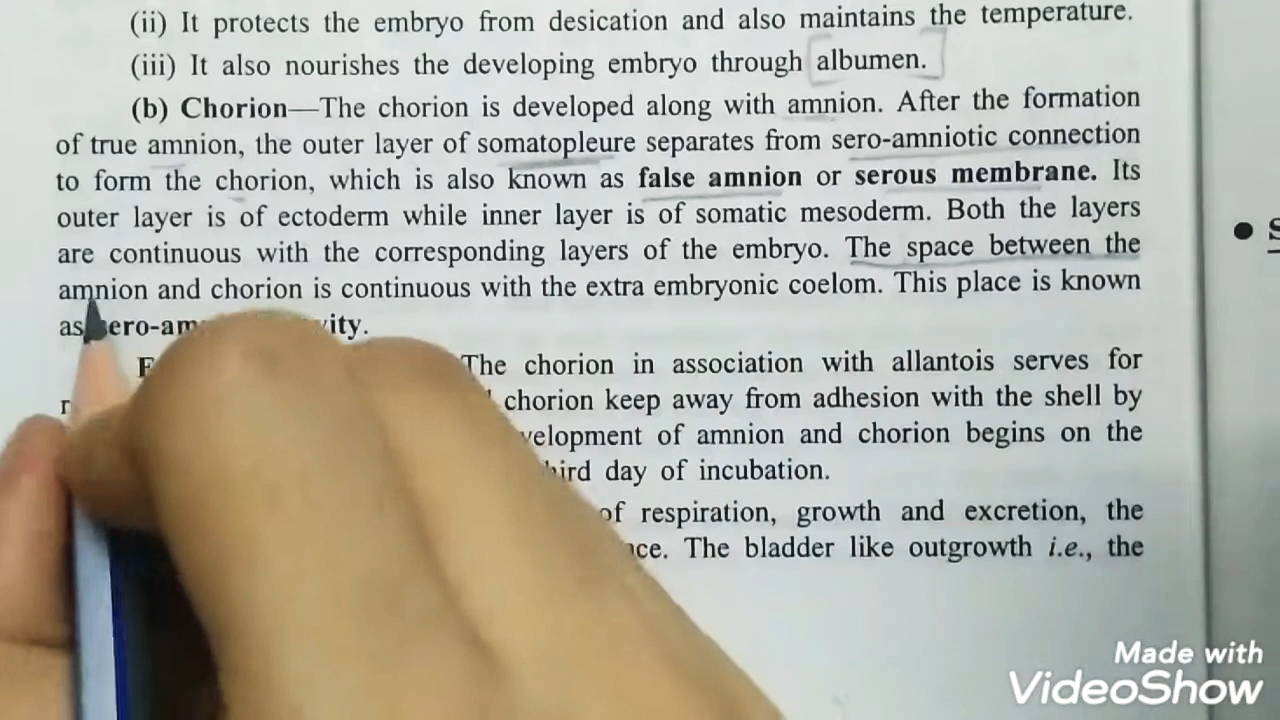 (ii) It protects the embryo from desication and also maintains the temperature.
(iii) It also nourishes the developing embryo through albumen.
(b) Chorion—The chorion is developed along with amnion. After the formation
of true amnion, the outer layer of somatopleure separates from sero-amniotic connection
to form the chorion, which is also known as false amnion or serous membrane. Its
outer layer is of ectoderm while inner layer is of somatic mesoderm. Both the layers
are continuous with the corresponding layers of the embryo. The space between the
amnion and chorion is continuous with the extra embryonic coelom. This place is known
as
The chorion in association with allantois serves for
chorion keep away from adhesion with the shell by
of amnion and chorion begins on the
day of incubation.
of respiration, growth and excretion, the
The bladder like outgrowth i.e., the
Made with
VideoShow